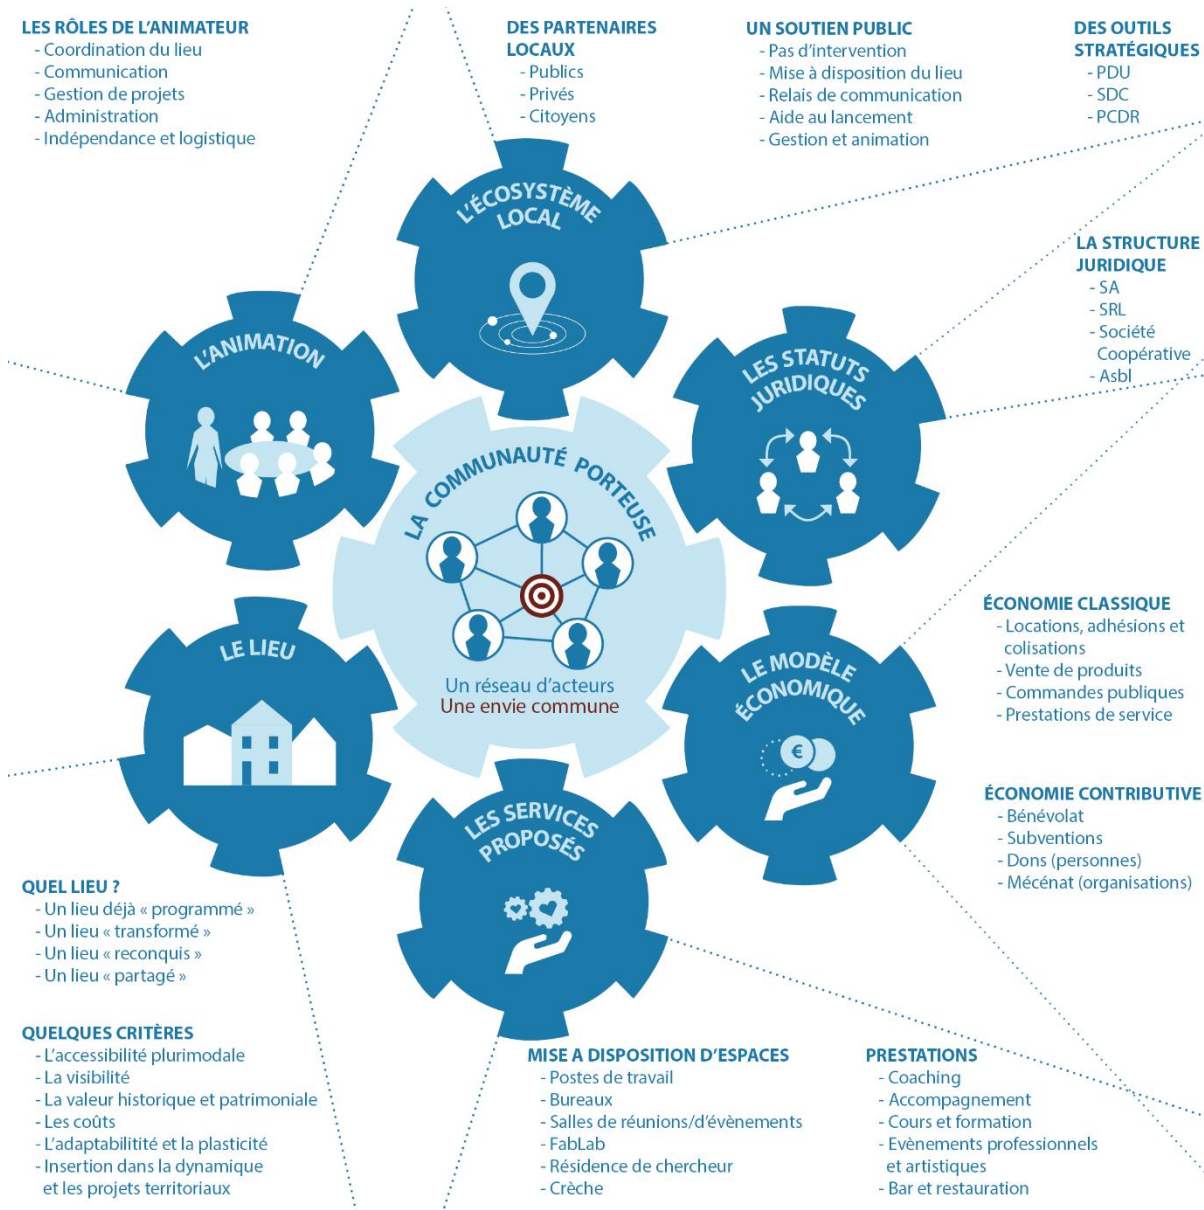 LES RÔLES DE L'ANIMATEUR
- Coordination du lieu
- Communication
- Gestion de projets
- Administration
- Indépendance et logistique
DES PARTENAIRES
LOCAUX
- Publics
- Privés
- Citoyens
UN SOUTIEN PUBLIC
- Pas d'intervention
- Mise à disposition du lieu
- Relais de communication
- Aide au lancement
- Gestion et animation
DES OUTILS
STRATÉGIQUES
- PDU
- SDC
- PCDR
L'ÉCOSYSTÈME
LOCAL
LA STRUCTURE
JURIDIQUE
- SA
- SRL
- Société
Coopérative
- Asbl
L'ANIMATION
LES STATUTS
JURIDIQUES
LA COMMUNAUTÉ PORTEUSE
Un réseau d'acteurs
Une envie commune
LE LIEU
LE MODÈLE
ÉCONOMIQUE
€
ÉCONOMIE CLASSIQUE
- Locations, adhésions et
colisations
- Vente de produits
- Commandes publiques
- Prestations de service
ÉCONOMIE CONTRIBUTIVE
- Bénévolat
- Subventions
- Dons (personnes)
- Mécénat (organisations)
LES SERVICES
PROPOSÉS
QUEL LIEU ?
- Un lieu déjà « programmé »
- Un lieu « transformé »
- Un lieu « reconquis »
- Un lieu « partagé »
QUELQUES CRITÈRES
- L'accessibilité plurimodale
- La visibilité
- La valeur historique et patrimoniale
- Les coûts
- L'adaptabilitité et la plasticité
- Insertion dans la dynamique
et les projets territoriaux
MISE A DISPOSITION D'ESPACES
- Postes de travail
- Bureaux
- Salles de réunions/d'évènements
- FabLab
- Résidence de chercheur
- Crèche
PRESTATIONS
- Coaching
- Accompagnement
- Cours et formation
- Evènements professionnels
et artistiques
- Bar et restauration